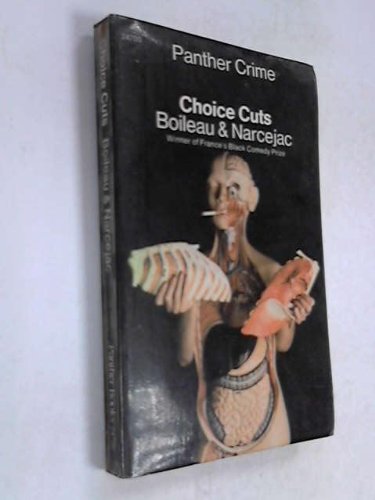 Panther Crime
Choice Cuts
Boileau & Narcejac
Winner of France's Black Comedy Prize
Choice Cuts Boileau & Narcejac
Panther